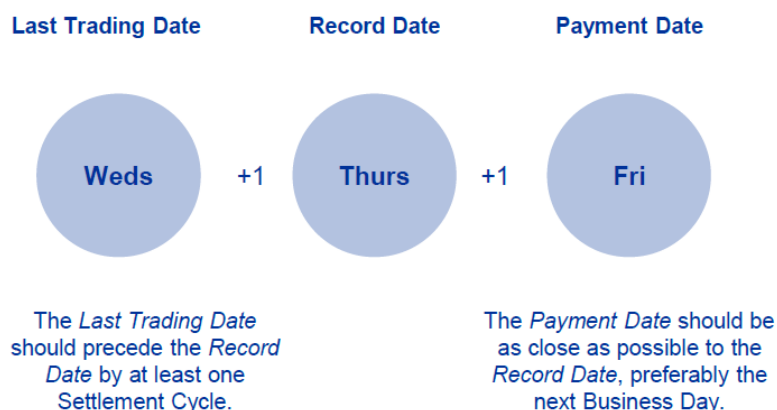 Last Trading Date
Record Date
Payment Date
Weds
+1
Thurs
+1
Fri
The Last Trading Date
should precede the Record
Date by at least one
Settlement Cycle.
The Payment Date should be
as close as possible to the
Record Date, preferably the
next Business Day.